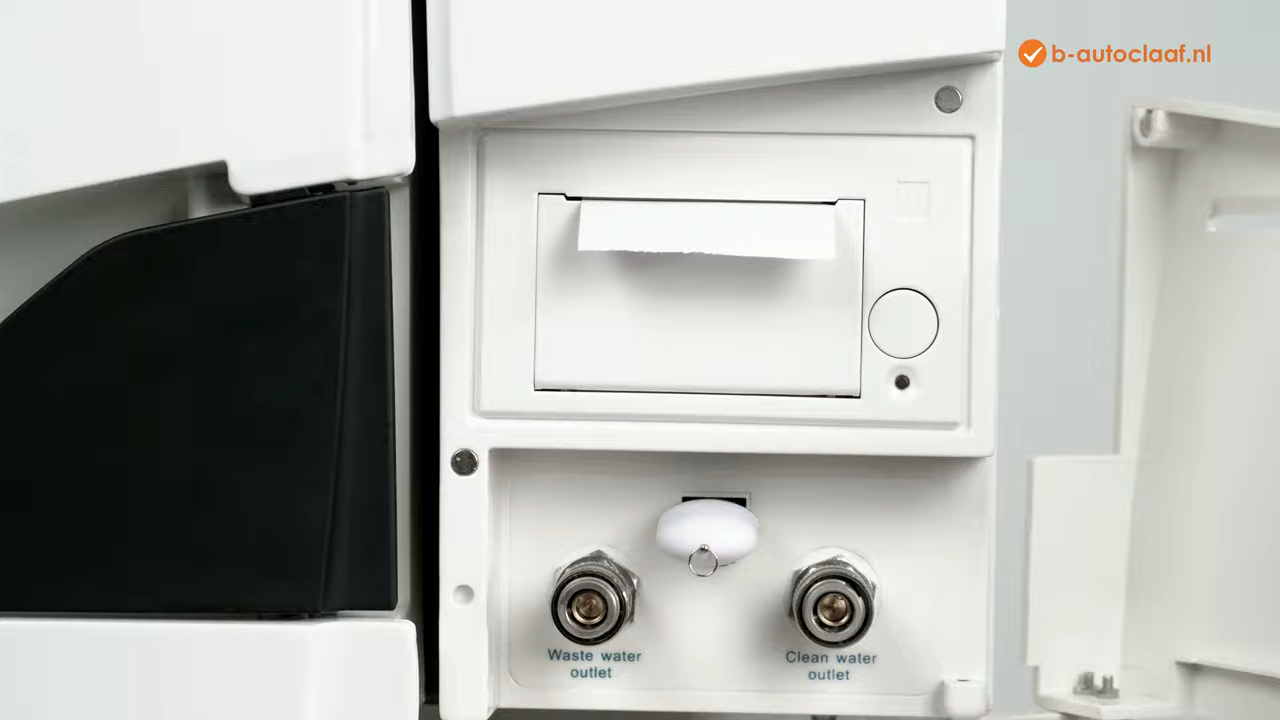 b-autoclaaf.nl
Waste water
outlet
Clean water
outlet